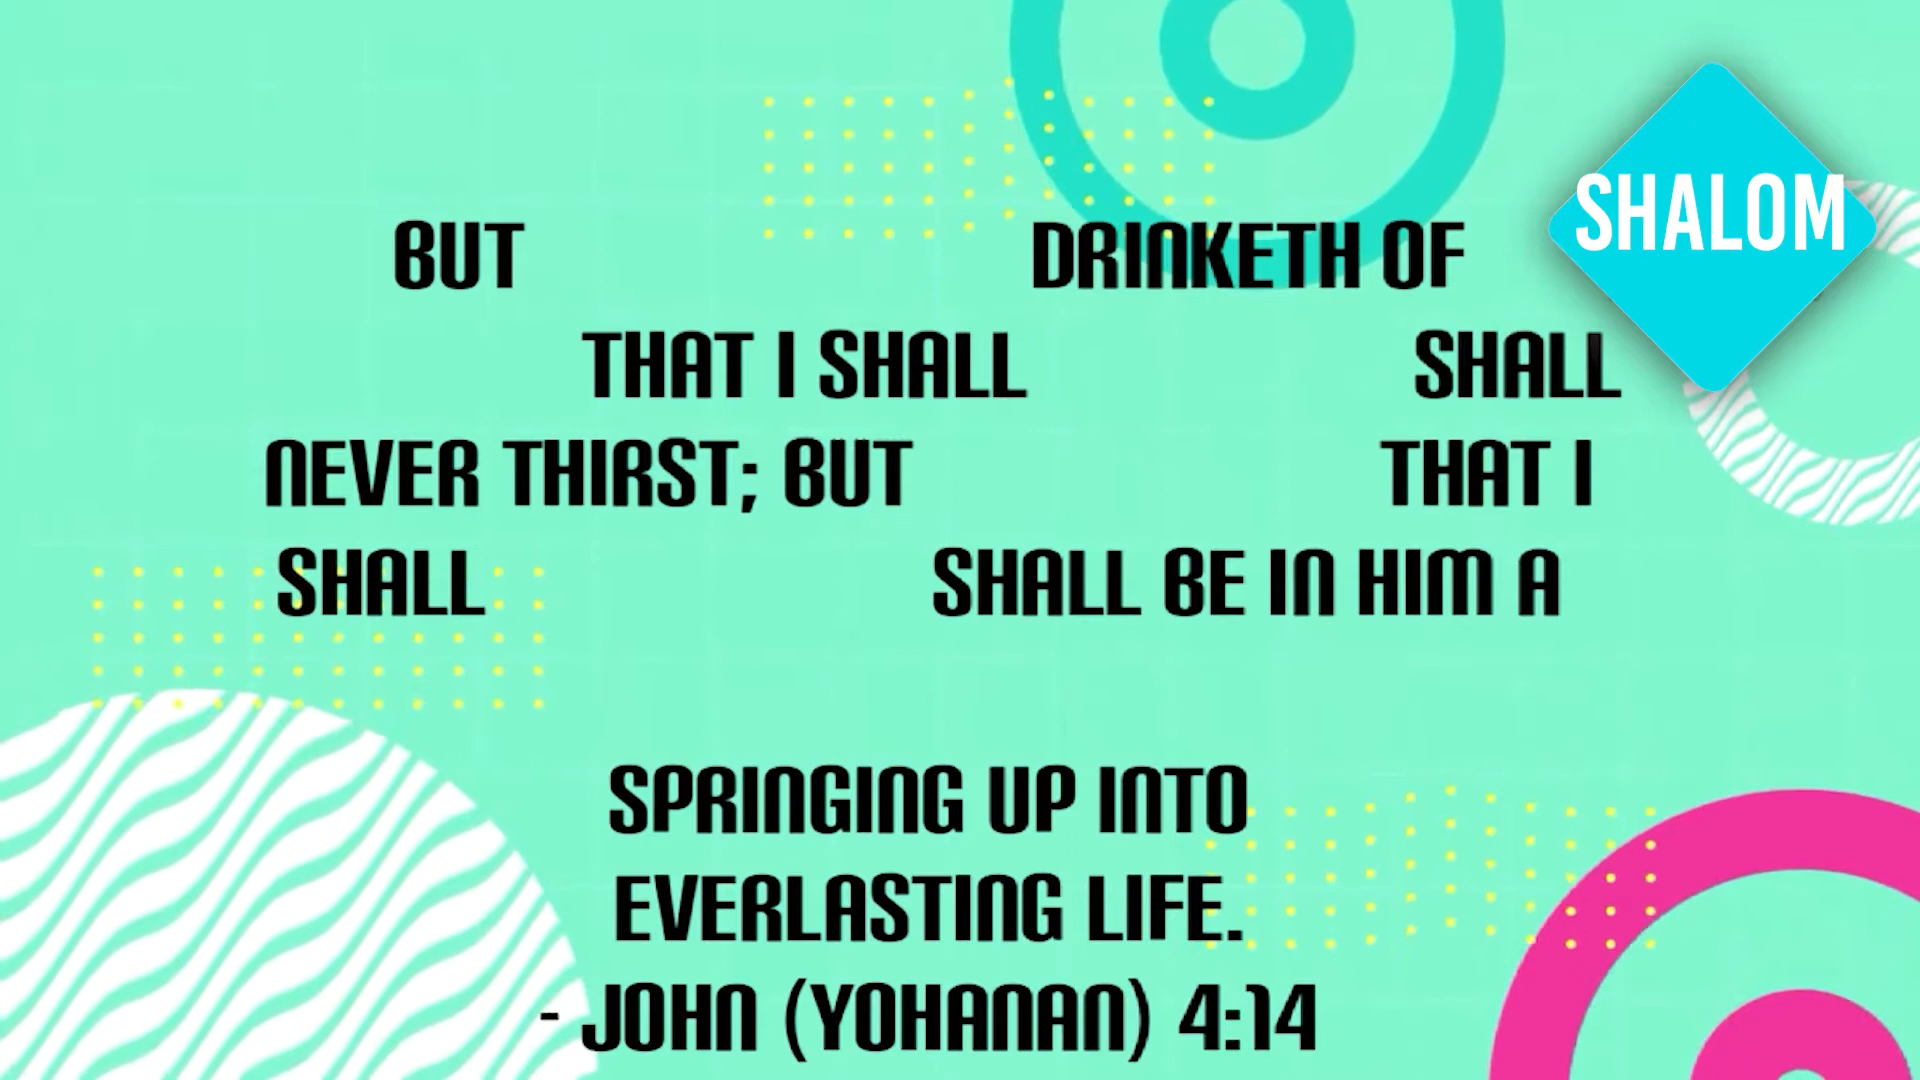 SHALOM
BUT DRINKETH OF
THAT I SHALL SHALL
NEVER THIRST; BUT THAT I
SHALL SHALL BE IN HIM A
SPRINGING UP INTO
EVERLASTING LIFE.
- JOHN (YOHANAN) 4:14